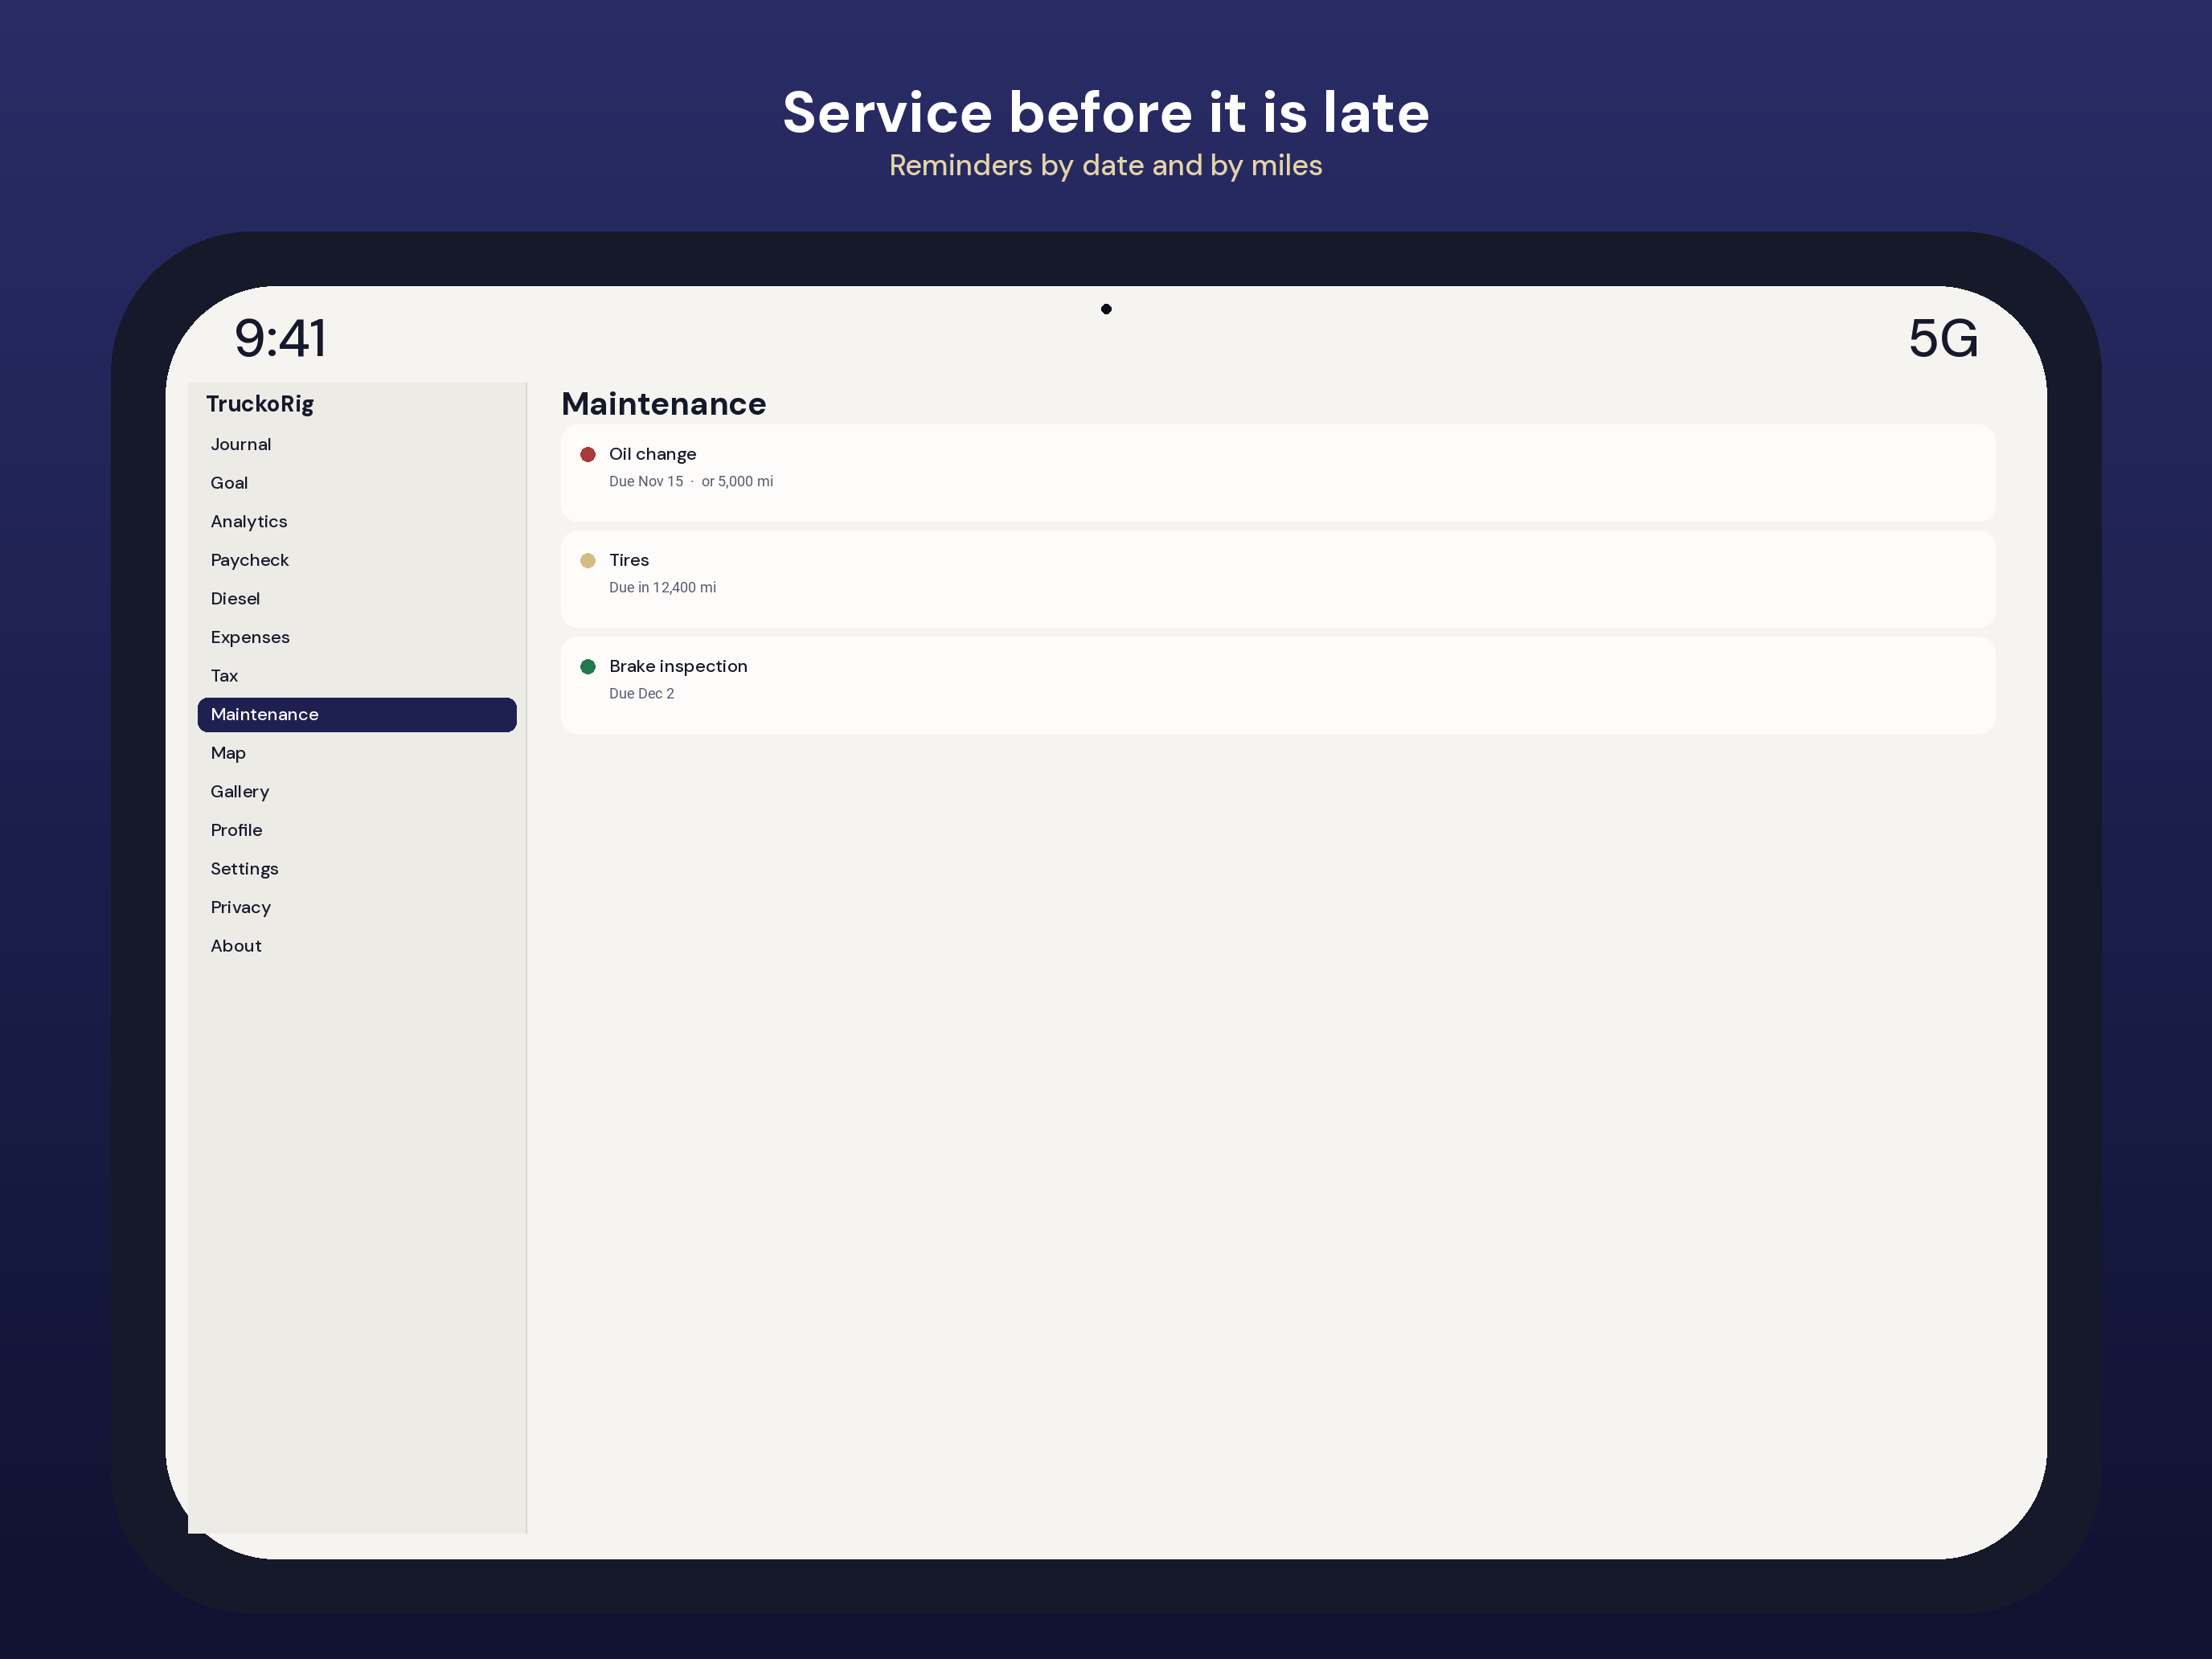 Service before it is late
Reminders by date and by miles
9:41
5G
TruckoRig
Journal
Goal
Analytics
Paycheck
Diesel
Expenses
Tax
Maintenance
Map
Gallery
Profile
Settings
Privacy
About
Maintenance
Oil change
Due Nov 15 · or 5,000 mi
Tires
Due in 12,400 mi
Brake inspection
Due Dec 2